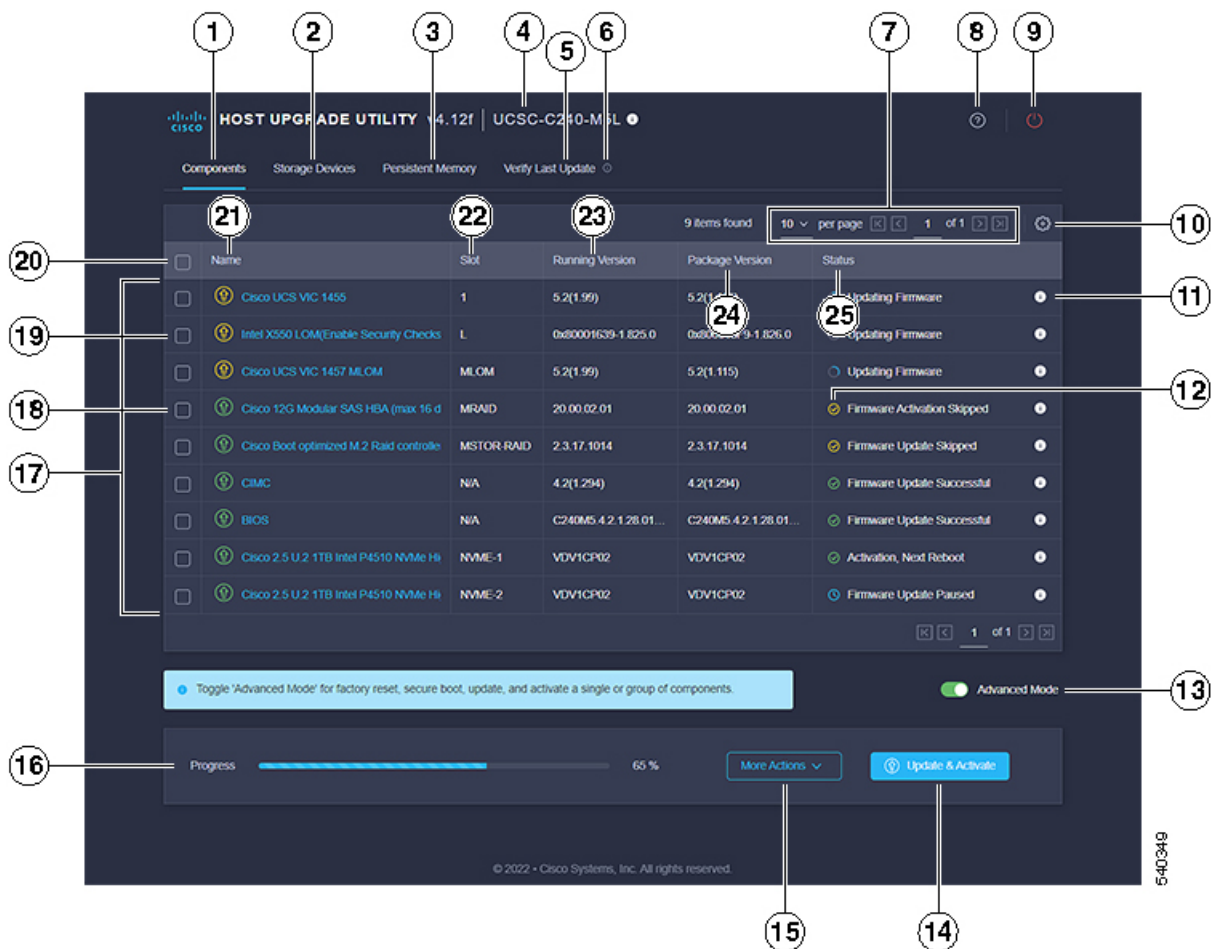 1 2 3 4 5 6 7 8 9
CISCO HOST UPGRADE UTILITY v4.12f | UCSC-C240-M5L
Components Storage Devices Persistent Memory Verify Last Update
21 22 23
9 items found 10 per page 1 of 1
10
20
Name Slot Running Version Package Version Status
Cisco UCS VIC 1455 1 5.2(1.99) Updating Firmware
11
24 25
19
Intel X550 LOM(Enable Security Checks L 0x80001639-1.825.0 Updating Firmware
Cisco UCS VIC 1457 MLOM MLOM 5.2(1.99) 5.2(1.115) Updating Firmware
12
18
Cisco 12G Modular SAS HBA (max 16 d MRAID 20.00.02.01 20.00.02.01 Firmware Activation Skipped
Cisco Boot optimized M.2 Raid controlle MSTOR-RAID 2.3.17.1014 2.3.17.1014 Firmware Update Skipped
17
CIMC N/A 4.2(1.294) 4.2(1.294) Firmware Update Successful
BIOS N/A C240M5.4.2.1.28.01... C240M5.4.2.1.28.01... Firmware Update Successful
Cisco 2.5 U.2 1TB Intel P4510 NVMe Hi NVME-1 VDV1CP02 VDV1CP02 Activation, Next Reboot
Cisco 2.5 U.2 1TB Intel P4510 NVMe Hi NVME-2 VDV1CP02 VDV1CP02 Firmware Update Paused
1 of 1
Toggle 'Advanced Mode' for factory reset, secure boot, update, and activate a single or group of components.
Advanced Mode 13
16 Progress 65 % More Actions Update & Activate
© 2022 • Cisco Systems, Inc. All rights reserved.
15 14
540349